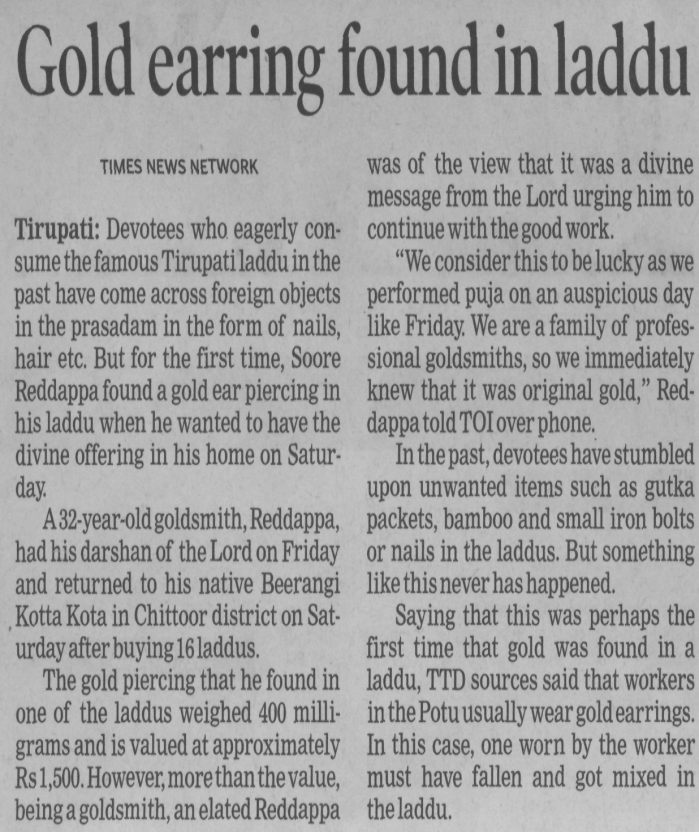 Gold earring found in laddu
TIMES NEWS NETWORK
Tirupati: Devotees who eagerly con-
sume the famous Tirupati laddu in the
past have come across foreign objects
in the prasadam in the form of nails,
hair etc. But for the first time, Soore
Reddappa found a gold ear piercing in
his laddu when he wanted to have the
divine offering in his home on Satur-
day.
A 32-year-old goldsmith, Reddappa,
had his darshan of the Lord on Friday
and returned to his native Beerangi
Kotta Kota in Chittoor district on Sat-
urday after buying 16 laddus.
The gold piercing that he found in
one of the laddus weighed 400 milli-
grams and is valued at approximately
Rs 1,500. However, more than the value,
being a goldsmith, an elated Reddappa
was of the view that it was a divine
message from the Lord urging him to
continue with the good work.
“We consider this to be lucky as we
performed puja on an auspicious day
like Friday. We are a family of profes-
sional goldsmiths, so we immediately
knew that it was original gold,” Red-
dappa told TOI over phone.
In the past, devotees have stumbled
upon unwanted items such as gutka
packets, bamboo and small iron bolts
or nails in the laddus. But something
like this never has happened.
Saying that this was perhaps the
first time that gold was found in a
laddu, TTD sources said that workers
in the Potu usually wear gold earrings.
In this case, one worn by the worker
must have fallen and got mixed in
the laddu.